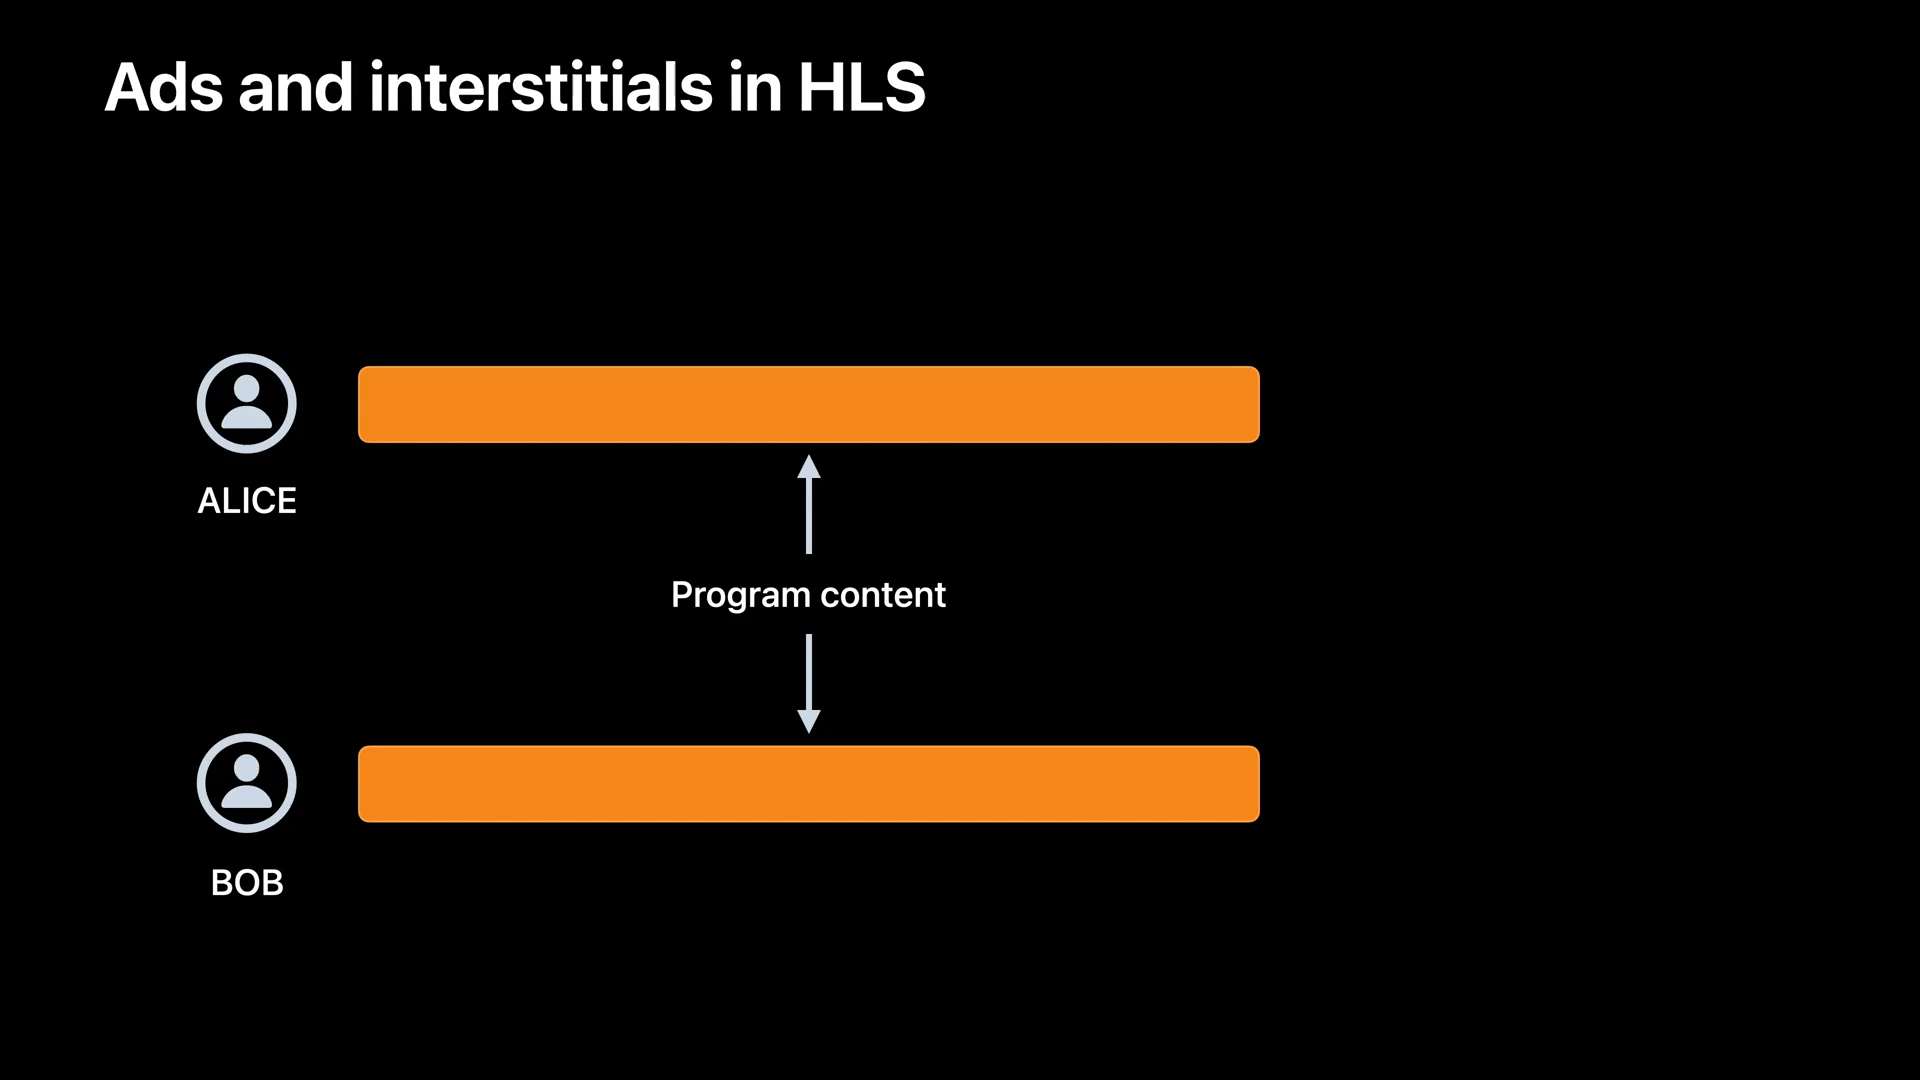 Ads and interstitials in HLS
ALICE
Program content
BOB